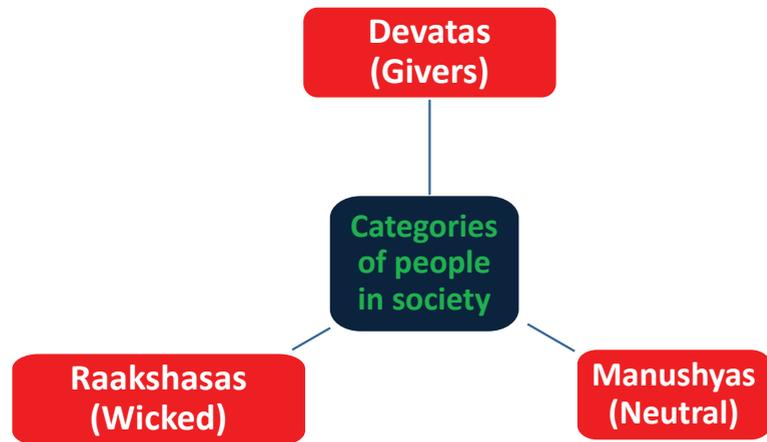 Devatas
(Givers)
Categories
of people
in society
Raakshasas
(Wicked)
Manushyas
(Neutral)